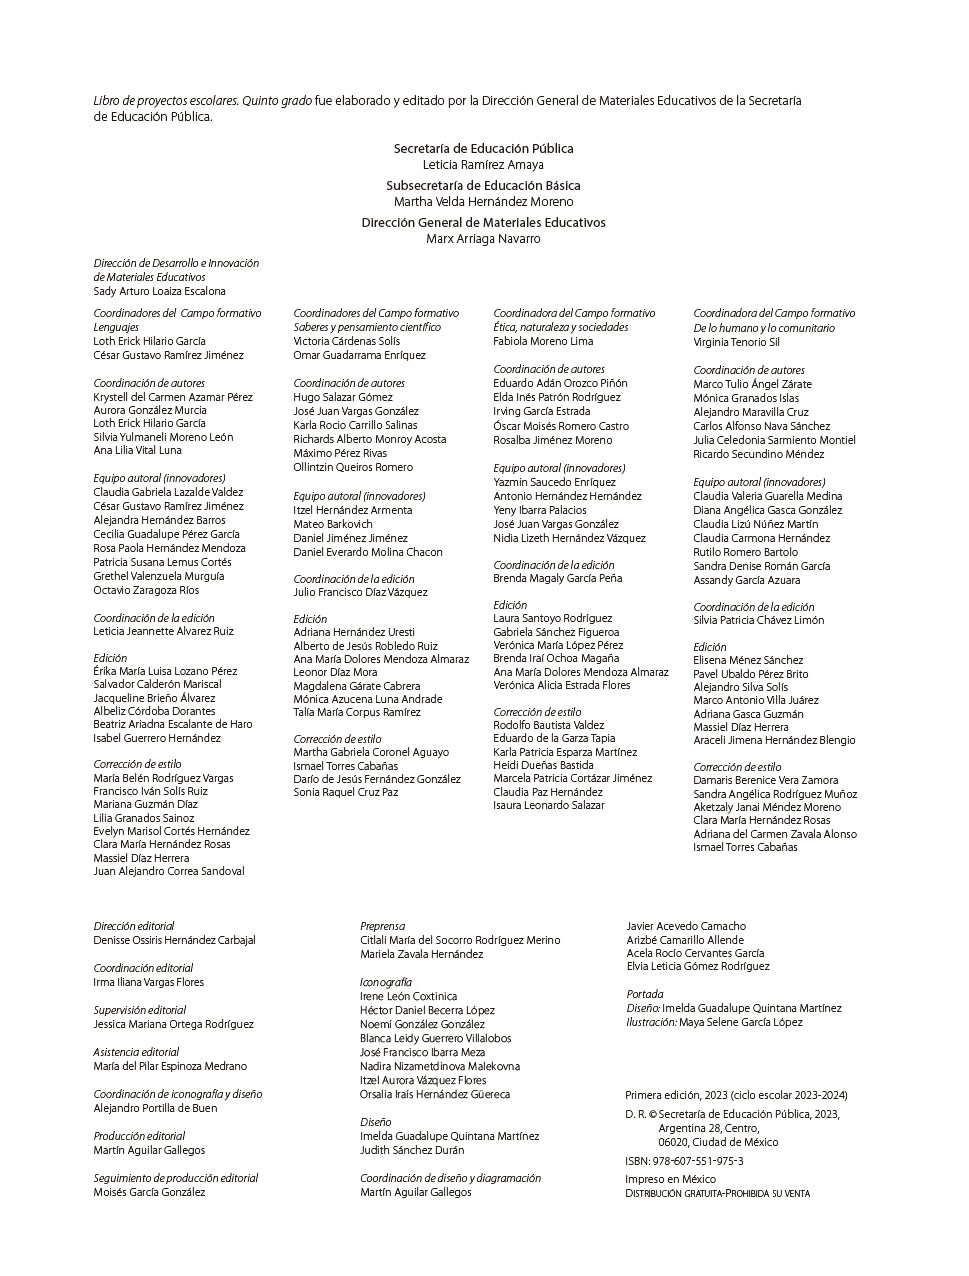 Libro de proyectos escolares. Quinto grado fue elaborado y editado por la Dirección General de Materiales Educativos de la Secretaría
de Educación Pública.
Secretaría de Educación Pública
Leticia Ramírez Amaya
Subsecretaría de Educación Básica
Martha Velda Hernández Moreno
Dirección General de Materiales Educativos
Marx Arriaga Navarro
Dirección de Desarrollo e Innovación
de Materiales Educativos
Sady Arturo Loaiza Escalona
Coordinadores del Campo formativo
Lenguajes
Loth Erick Hilario García
César Gustavo Ramírez Jiménez
Coordinación de autores
Krystell del Carmen Azamar Pérez
Aurora González Murcia
Loth Erick Hilario García
Silvia Yulmaneli Moreno León
Ana Lilia Vital Luna
Equipo autoral (innovadores)
Claudia Gabriela Lazalde Valdez
César Gustavo Ramírez Jiménez
Alejandra Hernández Barros
Cecilia Guadalupe Pérez García
Rosa Paola Hernández Mendoza
Patricia Susana Lemus Cortés
Grethel Valenzuela Murguía
Octavio Zaragoza Ríos
Coordinación de la edición
Leticia Jeannette Alvarez Ruiz
Edición
Érika María Luisa Lozano Pérez
Salvador Calderón Mariscal
Jacqueline Brieño Álvarez
Albeliz Córdoba Dorantes
Beatriz Ariadna Escalante de Haro
Isabel Guerrero Hernández
Corrección de estilo
María Belén Rodríguez Vargas
Francisco Iván Solís Ruiz
Mariana Guzmán Díaz
Lilia Granados Sainoz
Evelyn Marisol Cortés Hernández
Clara María Hernández Rosas
Massiel Díaz Herrera
Juan Alejandro Correa Sandoval
Coordinadores del Campo formativo
Saberes y pensamiento científico
Victoria Cárdenas Solís
Omar Guadarrama Enríquez
Coordinación de autores
Hugo Salazar Gómez
José Juan Vargas González
Karla Rocio Carrillo Salinas
Richards Alberto Monroy Acosta
Máximo Pérez Rivas
Ollintzin Queiros Romero
Equipo autoral (innovadores)
Itzel Hernández Armenta
Mateo Barkovich
Daniel Jiménez Jiménez
Daniel Everardo Molina Chacon
Coordinación de la edición
Julio Francisco Díaz Vázquez
Edición
Adriana Hernández Uresti
Alberto de Jesús Robledo Ruiz
Ana María Dolores Mendoza Almaraz
Leonor Díaz Mora
Magdalena Gárate Cabrera
Mónica Azucena Luna Andrade
Talía María Corpus Ramírez
Corrección de estilo
Martha Gabriela Coronel Aguayo
Ismael Torres Cabañas
Darío de Jesús Fernández González
Sonia Raquel Cruz Paz
Coordinadora del Campo formativo
Ética, naturaleza y sociedades
Fabiola Moreno Lima
Coordinación de autores
Eduardo Adán Orozco Piñón
Elda Inés Patrón Rodríguez
Irving García Estrada
Óscar Moisés Romero Castro
Rosalba Jiménez Moreno
Equipo autoral (innovadores)
Yazmin Saucedo Enríquez
Antonio Hernández Hernández
Yeny Ibarra Palacios
José Juan Vargas González
Nidia Lizeth Hernández Vázquez
Coordinación de la edición
Brenda Magaly García Peña
Edición
Laura Santoyo Rodríguez
Gabriela Sánchez Figueroa
Verónica María López Pérez
Brenda Iraí Ochoa Magaña
Ana María Dolores Mendoza Almaraz
Verónica Alicia Estrada Flores
Corrección de estilo
Rodolfo Bautista Valdez
Eduardo de la Garza Tapia
Karla Patricia Esparza Martínez
Heidi Dueñas Bastida
Marcela Patricia Cortázar Jiménez
Claudia Paz Hernández
Isaura Leonardo Salazar
Coordinadora del Campo formativo
De lo humano y lo comunitario
Virginia Tenorio Sil
Coordinación de autores
Marco Tulio Ángel Zárate
Mónica Granados Islas
Alejandro Maravilla Cruz
Carlos Alfonso Nava Sánchez
Julia Celedonia Sarmiento Montiel
Ricardo Secundino Méndez
Equipo autoral (innovadores)
Claudia Valeria Guarella Medina
Diana Angélica Gasca González
Claudia Lizú Núñez Martín
Claudia Carmona Hernández
Rutilo Romero Bartolo
Sandra Denise Román García
Assandy García Azuara
Coordinación de la edición
Silvia Patricia Chávez Limón
Edición
Elisena Ménez Sánchez
Pavel Ubaldo Pérez Brito
Alejandro Silva Solís
Marco Antonio Villa Juárez
Adriana Gasca Guzmán
Massiel Díaz Herrera
Araceli Jimena Hernández Blengio
Corrección de estilo
Damaris Berenice Vera Zamora
Sandra Angélica Rodríguez Muñoz
Aketzaly Janai Méndez Moreno
Clara María Hernández Rosas
Adriana del Carmen Zavala Alonso
Ismael Torres Cabañas
Dirección editorial
Denisse Ossiris Hernández Carbajal
Coordinación editorial
Irma Iliana Vargas Flores
Supervisión editorial
Jessica Mariana Ortega Rodríguez
Asistencia editorial
María del Pilar Espinoza Medrano
Coordinación de iconografía y diseño
Alejandro Portilla de Buen
Producción editorial
Martín Aguilar Gallegos
Seguimiento de producción editorial
Moisés García González
Preprensa
Citlali María del Socorro Rodríguez Merino
Mariela Zavala Hernández
Iconografía
Irene León Coxtinica
Héctor Daniel Becerra López
Noemí González González
Blanca Leidy Guerrero Villalobos
José Francisco Ibarra Meza
Nadira Nizametdinova Malekovna
Itzel Aurora Vázquez Flores
Orsalia Iraís Hernández Güereca
Diseño
Imelda Guadalupe Quintana Martínez
Judith Sánchez Durán
Coordinación de diseño y diagramación
Martín Aguilar Gallegos
Javier Acevedo Camacho
Arizbé Camarillo Allende
Acela Rocío Cervantes García
Elvia Leticia Gómez Rodríguez
Portada
Diseño: Imelda Guadalupe Quintana Martínez
Ilustración: Maya Selene García López
Primera edición, 2023 (ciclo escolar 2023-2024)
D. R. © Secretaría de Educación Pública, 2023,
Argentina 28, Centro,
06020, Ciudad de México
ISBN: 978-607-551-975-3
Impreso en México
DISTRIBUCIÓN GRATUITA-PROHIBIDA SU VENTA